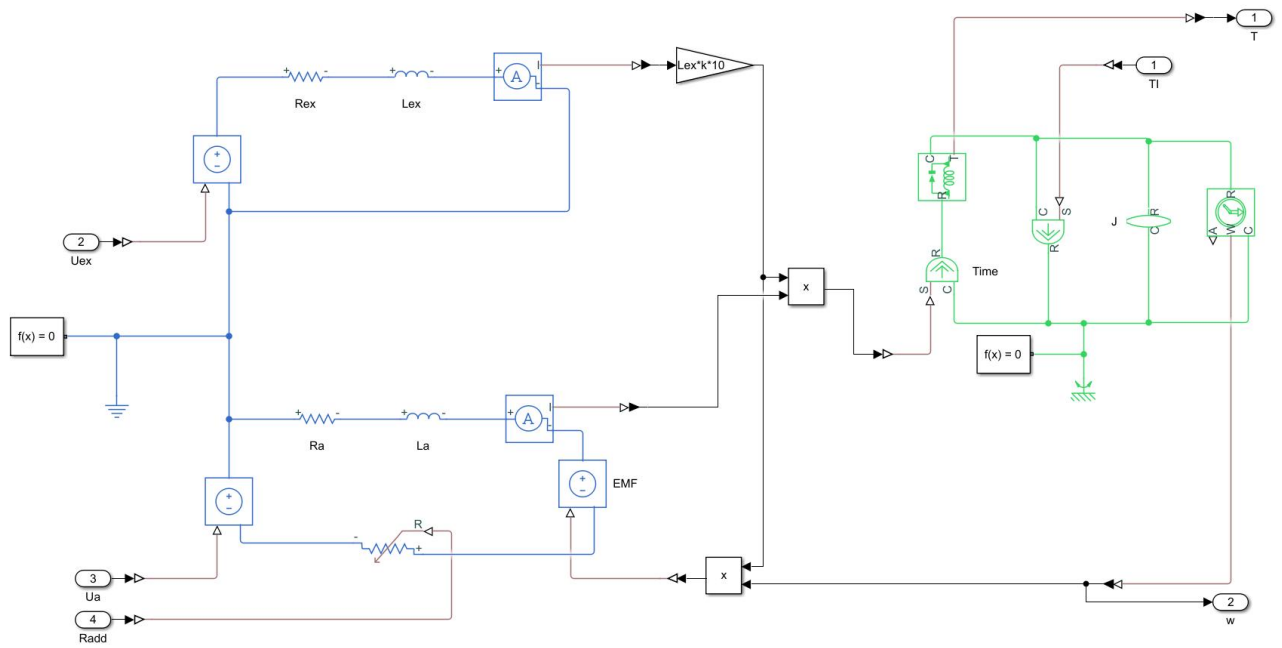 1
T
Lex*k*10
1
Tl
+ - + - + A I -
Rex
Lex
C T
R
+
-
C S
R
J
R
C
R
A W C
2
Uex
R
S C
Time
x
f(x) = 0
f(x) = 0
+ - + - + A I -
Ra
La
+
-
+
-
EMF
R
- +
3
Ua
x
2
w
4
Radd